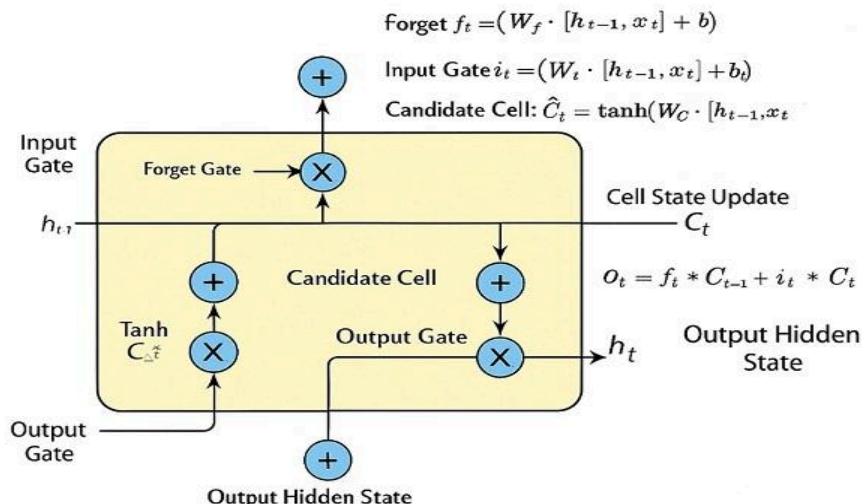 Forget f_t=(W_f · [h_{t-1}, x_t] + b)
Input Gate i_t=(W_t · [h_{t-1}, x_t] + b_t)
Candidate Cell: Ĉ_t = tanh(W_C · [h_{t-1},x_t
+
Input
Gate
Forget Gate
×
Cell State Update
h_{t-1}
C_t
+
Candidate Cell
+
o_t = f_t * C_{t-1} + i_t * C_t
Tanh
×
Output Gate
×
h_t
Output Hidden
State
Output
Gate
+
Output Hidden State